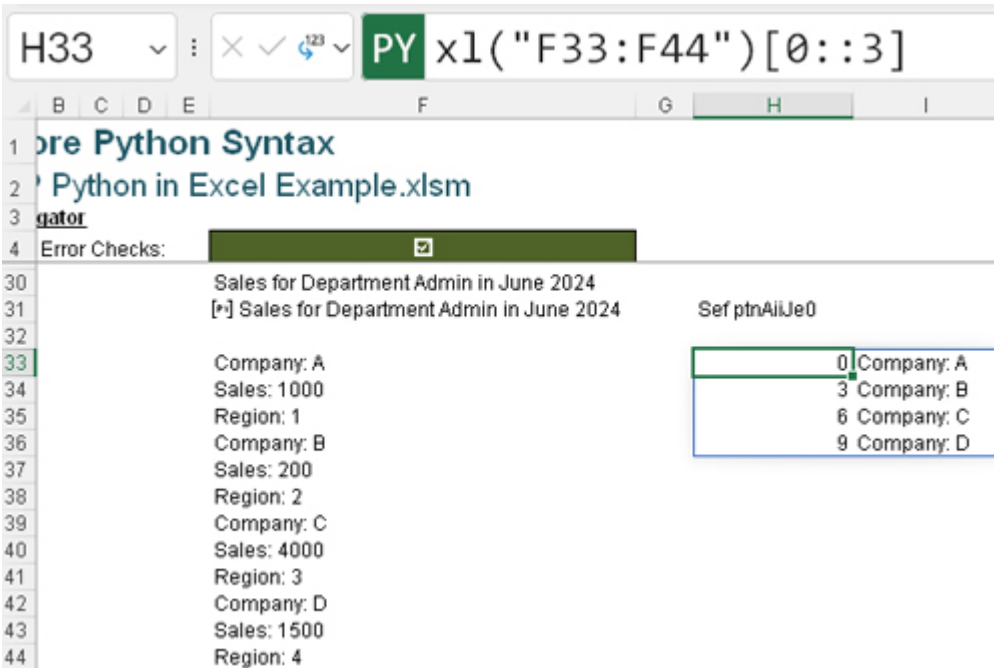 H33 123 PY xl("F33:F44")[0::3]
B C D E F G H I
1 ore Python Syntax
2 Python in Excel Example.xlsm
3 gator
4 Error Checks:
30 Sales for Department Admin in June 2024
31 [PY] Sales for Department Admin in June 2024 Sef ptnAiiJe0
32
33 Company: A 0 Company: A
34 Sales: 1000 3 Company: B
35 Region: 1 6 Company: C
36 Company: B 9 Company: D
37 Sales: 200
38 Region: 2
39 Company: C
40 Sales: 4000
41 Region: 3
42 Company: D
43 Sales: 1500
44 Region: 4